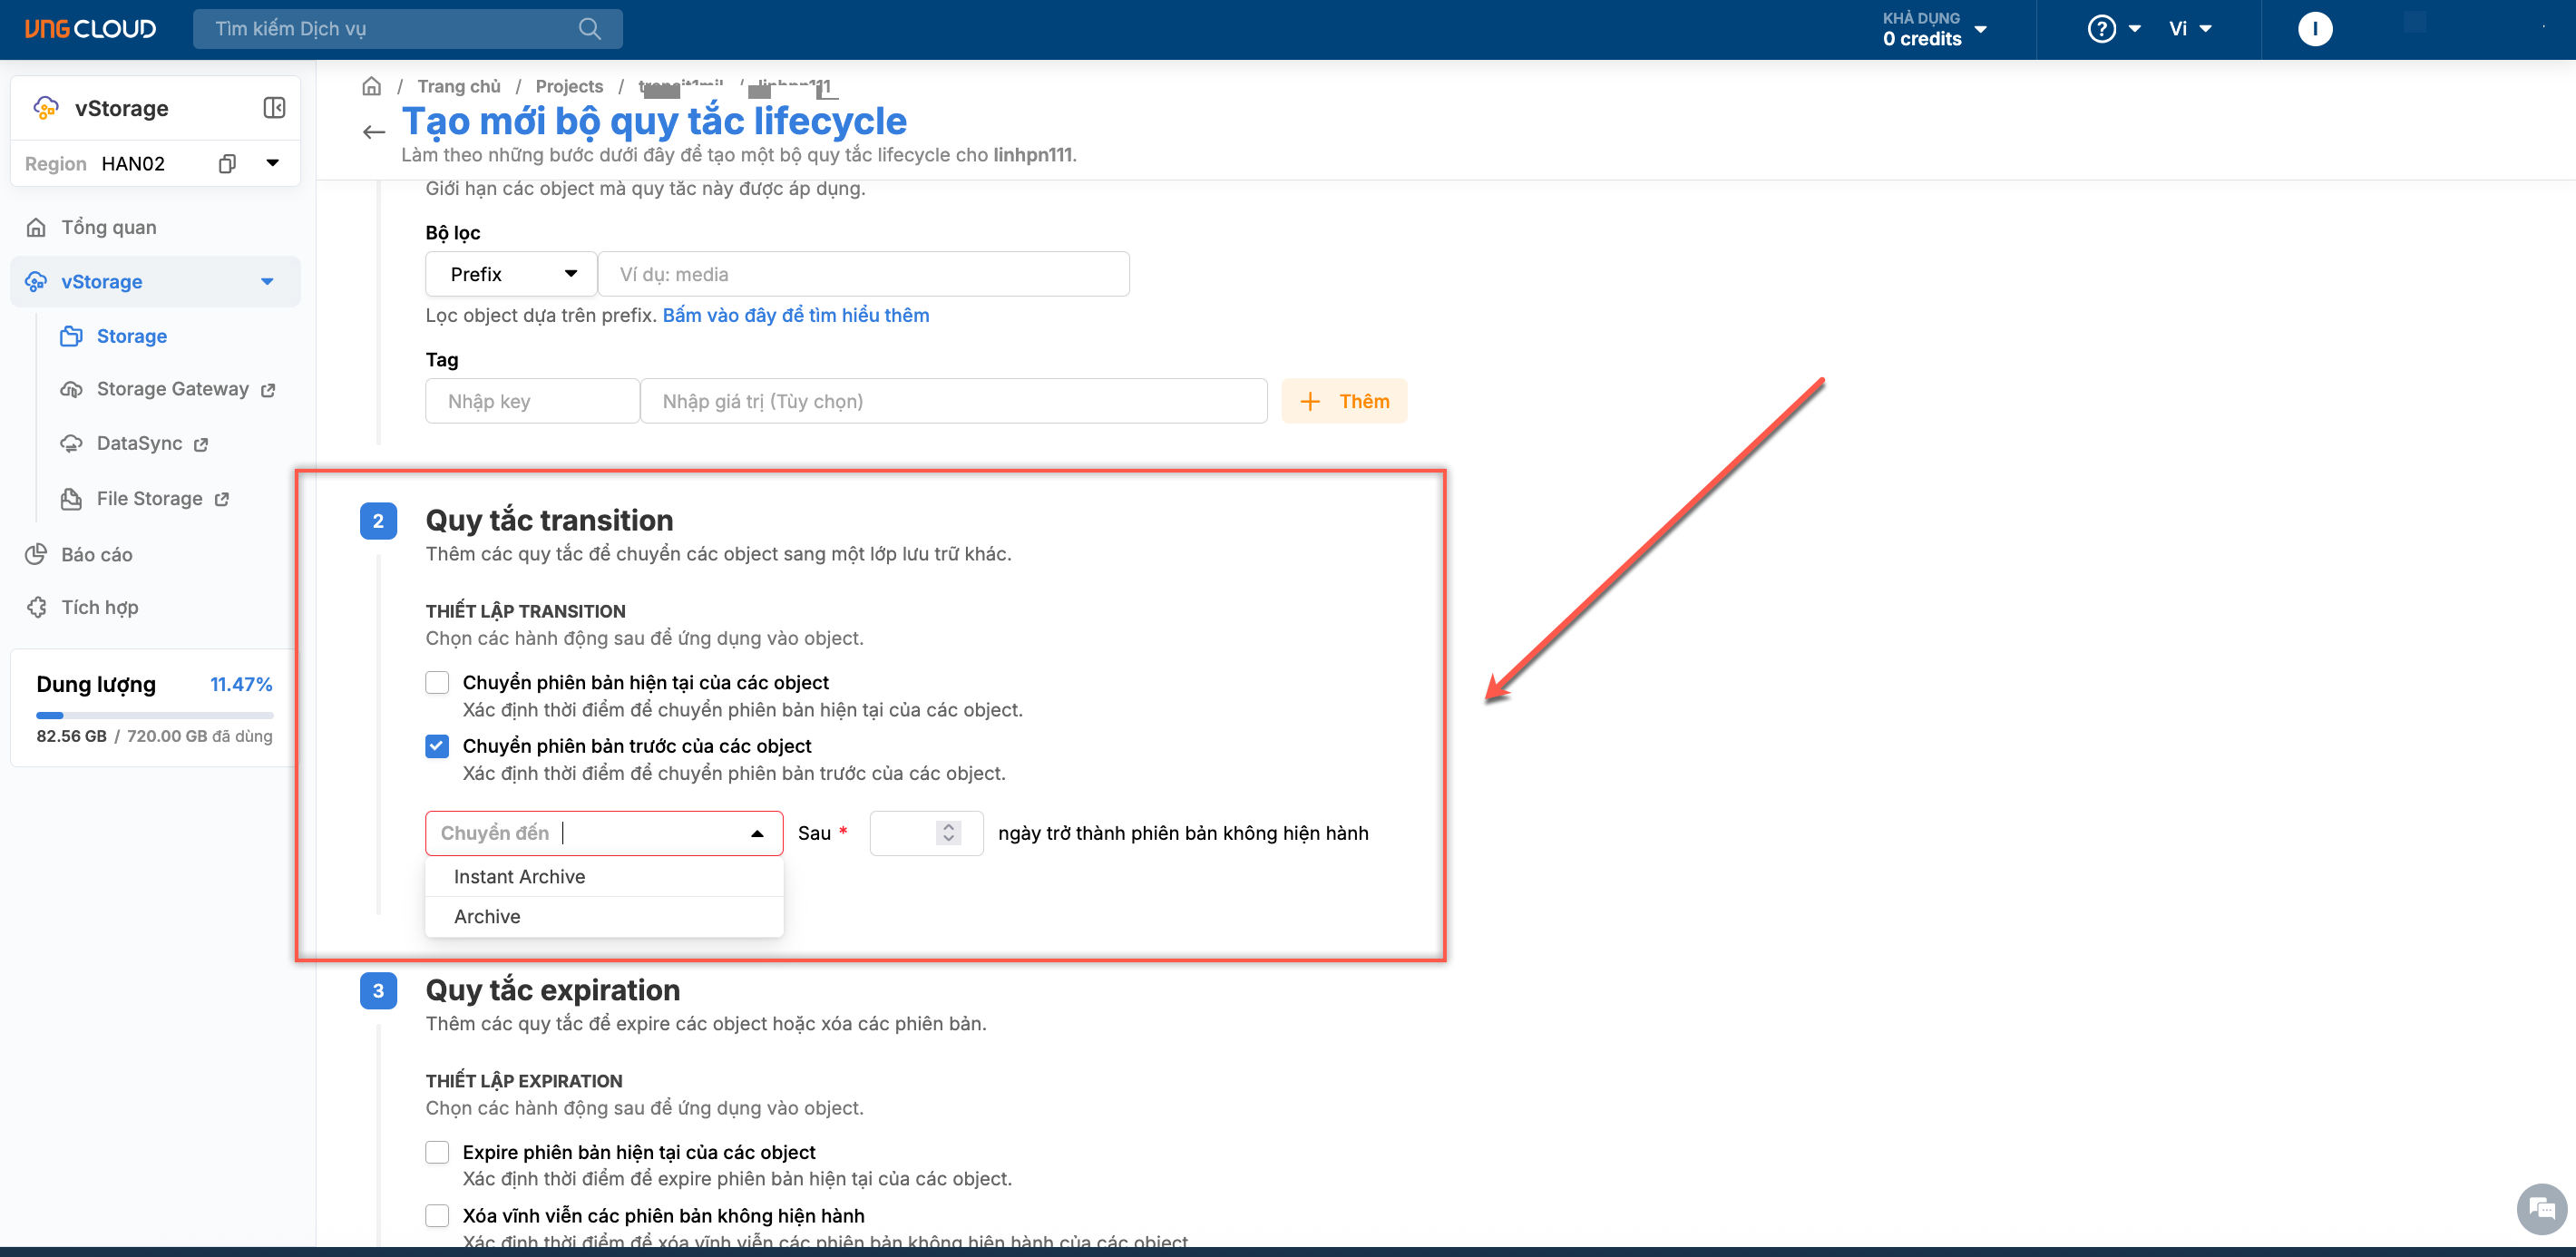 VNG CLOUD
Tìm kiếm Dịch vụ
KHẢ DỤNG
0 credits
Vi
I
vStorage
Region HAN02
Tổng quan
vStorage
Storage
Storage Gateway
DataSync
File Storage
Báo cáo
Tích hợp
Dung lượng 11.47%
82.56 GB / 720.00 GB đã dùng
/ Trang chủ / Projects / /
Tạo mới bộ quy tắc lifecycle
Làm theo những bước dưới đây để tạo một bộ quy tắc lifecycle cho linhpn111.
Giới hạn các object mà quy tắc này được áp dụng.
Bộ lọc
Prefix Ví dụ: media
Lọc object dựa trên prefix. Bấm vào đây để tìm hiểu thêm
Tag
Nhập key Nhập giá trị (Tùy chọn) + Thêm
2 Quy tắc transition
Thêm các quy tắc để chuyển các object sang một lớp lưu trữ khác.
THIẾT LẬP TRANSITION
Chọn các hành động sau để ứng dụng vào object.
Chuyển phiên bản hiện tại của các object
Xác định thời điểm để chuyển phiên bản hiện tại của các object.
Chuyển phiên bản trước của các object
Xác định thời điểm để chuyển phiên bản trước của các object.
Chuyển đến Sau * ngày trở thành phiên bản không hiện hành
Instant Archive
Archive
3 Quy tắc expiration
Thêm các quy tắc để expire các object hoặc xóa các phiên bản.
THIẾT LẬP EXPIRATION
Chọn các hành động sau để ứng dụng vào object.
Expire phiên bản hiện tại của các object
Xác định thời điểm để expire phiên bản hiện tại của các object.
Xóa vĩnh viễn các phiên bản không hiện hành
Xác định thời điểm để xóa vĩnh viễn các phiên bản không hiện hành của các object